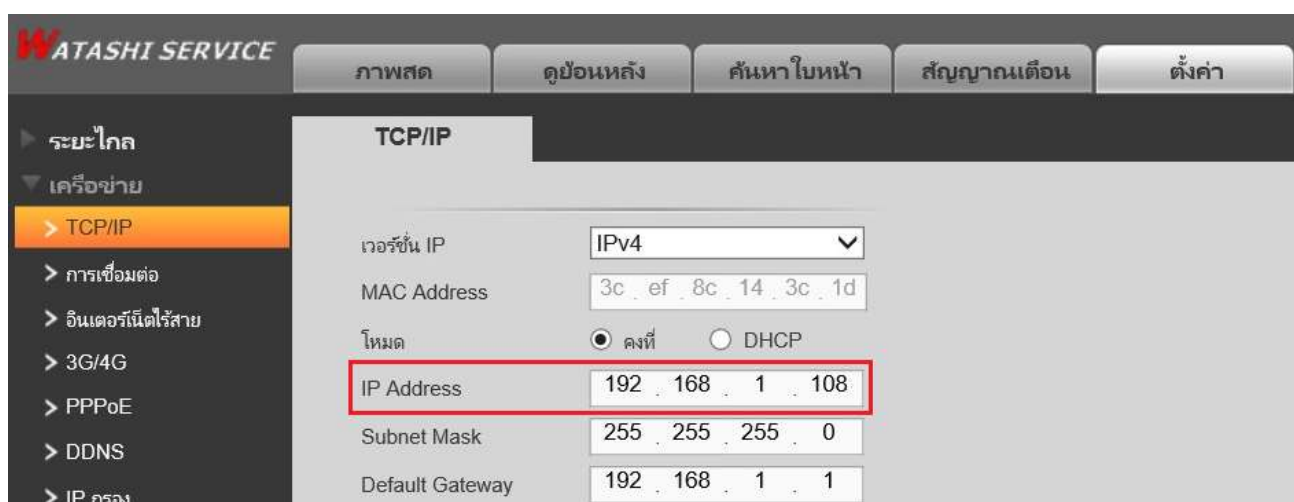 WATASHI SERVICE
ภาพสด ดูย้อนหลัง ค้นหาใบหน้า สัญญาณเตือน ตั้งค่า
ระยะไกล
เครือข่าย
TCP/IP
การเชื่อมต่อ
อินเตอร์เน็ตไร้สาย
3G/4G
PPPoE
DDNS
IP กรอง
TCP/IP
เวอร์ชั่น IP IPv4
MAC Address 3c . ef . 8c . 14 . 3c . 1d
โหมด คงที่ DHCP
IP Address 192 . 168 . 1 . 108
Subnet Mask 255 . 255 . 255 . 0
Default Gateway 192 . 168 . 1 . 1